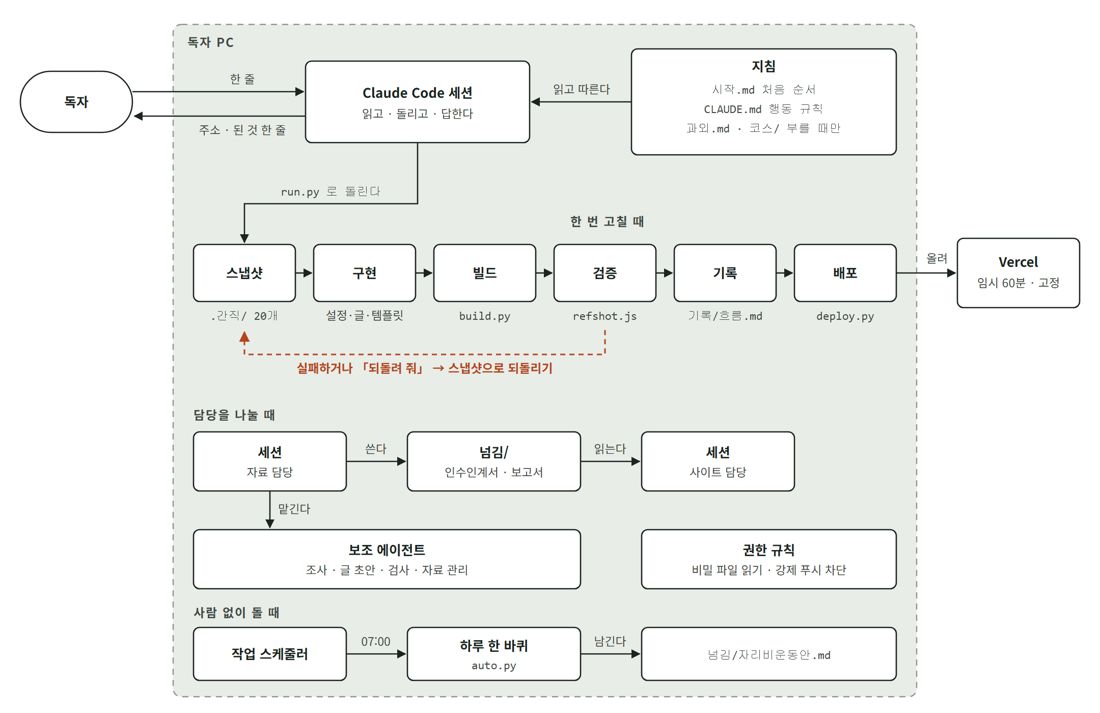 독자 PC
독자
한 줄
주소 · 된 것 한 줄
Claude Code 세션
읽고 · 돌리고 · 답한다
읽고 따른다
지침
시작.md 처음 순서
CLAUDE.md 행동 규칙
과외.md · 코스/ 부를 때만
run.py 로 돌린다
한 번 고칠 때
스냅샷
.간직/ 20개
구현
설정·글·템플릿
빌드
build.py
검증
refshot.js
기록
기록/흐름.md
배포
deploy.py
올려
Vercel
임시 60분 · 고정
실패하거나 「되돌려 줘」 → 스냅샷으로 되돌리기
담당을 나눌 때
세션
자료 담당
쓴다
넘김/
인수인계서 · 보고서
읽는다
세션
사이트 담당
맡긴다
보조 에이전트
조사 · 글 초안 · 검사 · 자료 관리
권한 규칙
비밀 파일 읽기 · 강제 푸시 차단
사람 없이 돌 때
작업 스케줄러
07:00
하루 한 바퀴
auto.py
남긴다
넘김/자리비운동안.md